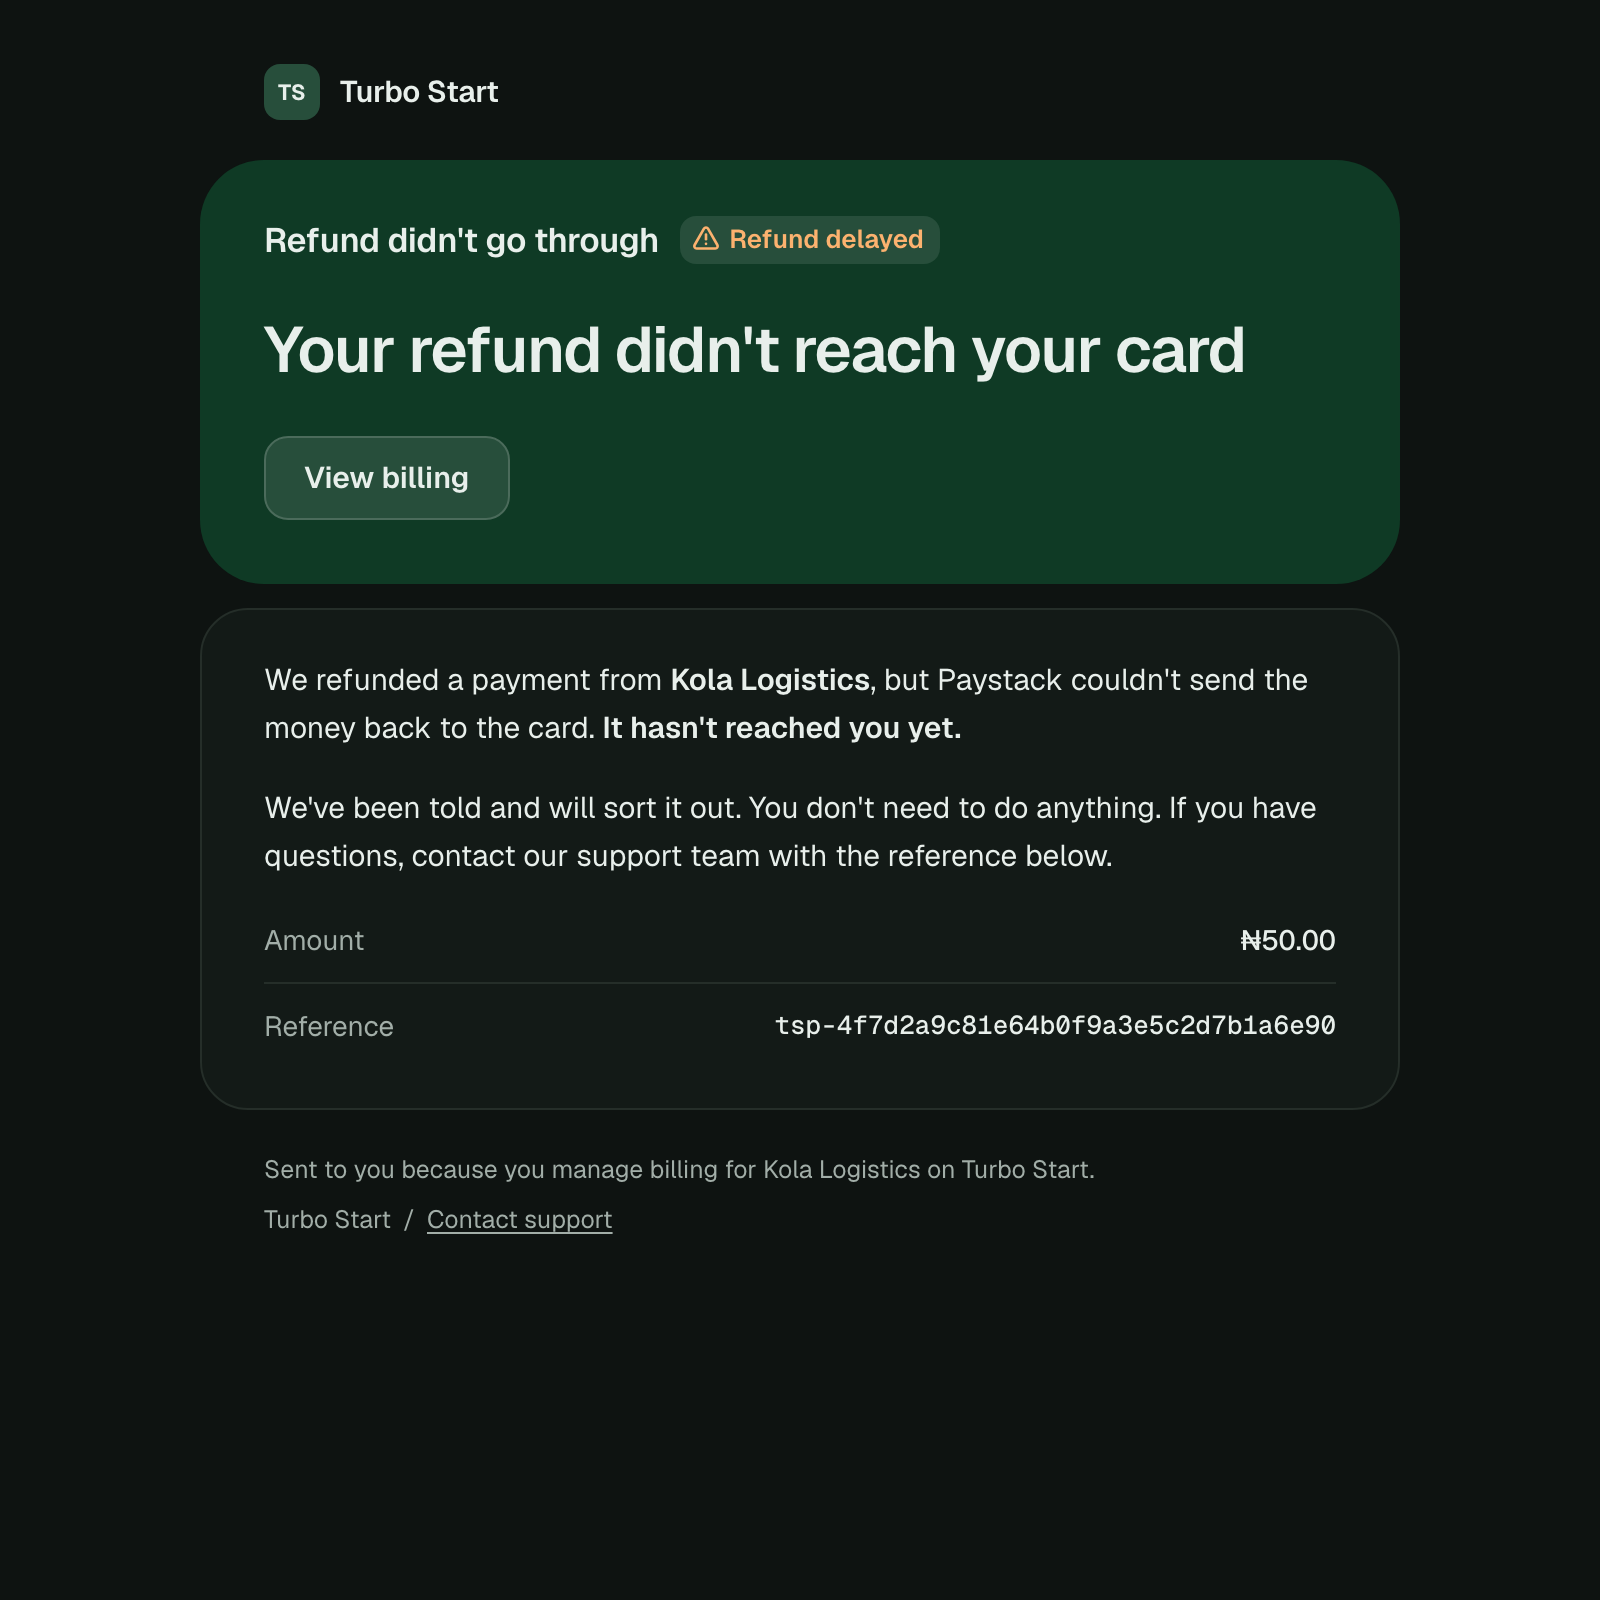 TS Turbo Start
Refund didn't go through Refund delayed
Your refund didn't reach your card
View billing
We refunded a payment from Kola Logistics, but Paystack couldn't send the
money back to the card. It hasn't reached you yet.
We've been told and will sort it out. You don't need to do anything. If you have
questions, contact our support team with the reference below.
Amount ₦50.00
Reference tsp-4f7d2a9c81e64b0f9a3e5c2d7b1a6e90
Sent to you because you manage billing for Kola Logistics on Turbo Start.
Turbo Start / Contact support